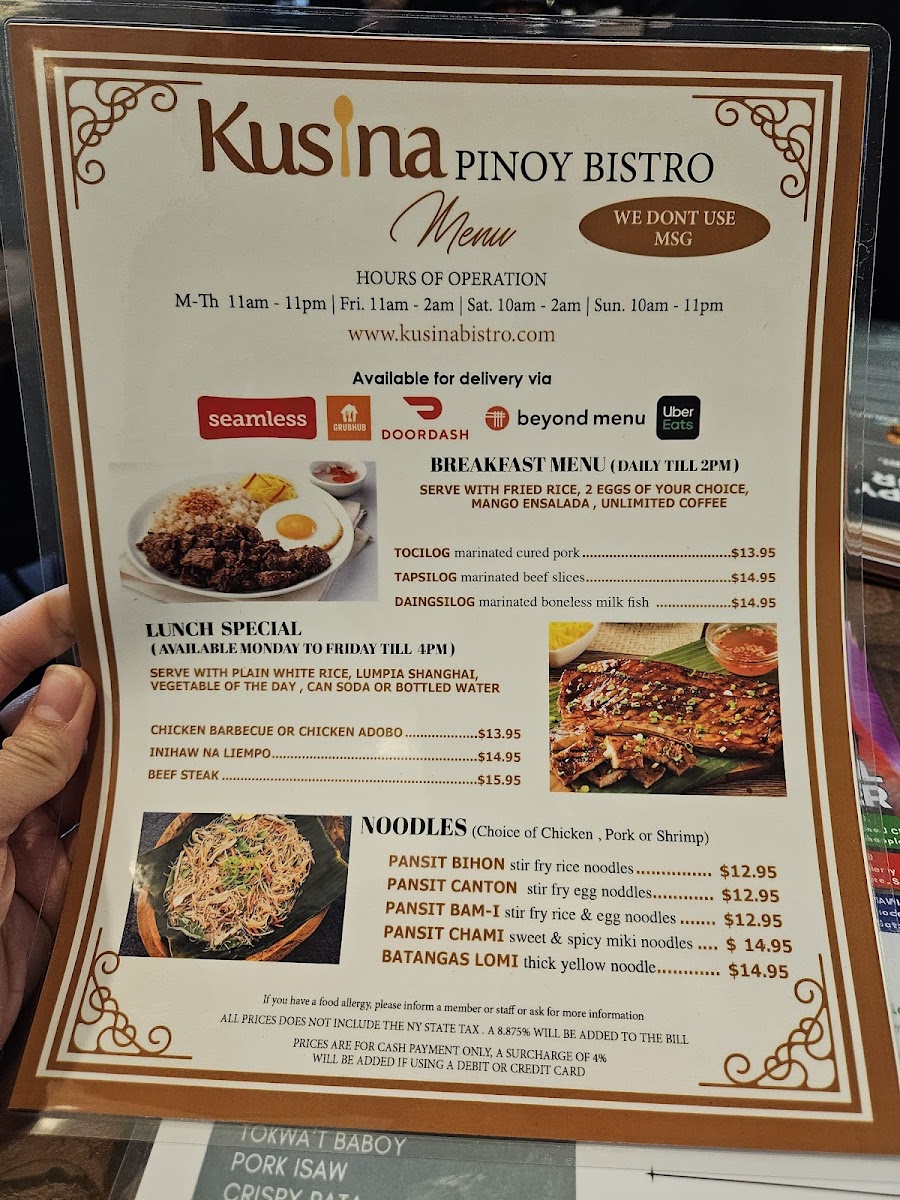 Kusina PINOY BISTRO
Menu
WE DONT USE
MSG
HOURS OF OPERATION
M-Th 11am - 11pm | Fri. 11am - 2am | Sat. 10am - 2am | Sun. 10am - 11pm
www.kusinabistro.com
Available for delivery via
seamless GRUBHUB DOORDASH beyond menu Uber Eats
BREAKFAST MENU (DAILY TILL 2PM)
SERVE WITH FRIED RICE, 2 EGGS OF YOUR CHOICE,
MANGO ENSALADA , UNLIMITED COFFEE
TOCILOG marinated cured pork..................................$13.95
TAPSILOG marinated beef slices.................................$14.95
DAINGSILOG marinated boneless milk fish .................$14.95
LUNCH SPECIAL
(AVAILABLE MONDAY TO FRIDAY TILL 4PM)
SERVE WITH PLAIN WHITE RICE, LUMPIA SHANGHAI,
VEGETABLE OF THE DAY , CAN SODA OR BOTTLED WATER
CHICKEN BARBECUE OR CHICKEN ADOBO.................$13.95
INIHAW NA LIEMPO................................................$14.95
BEEF STEAK...........................................................$15.95
NOODLES (Choice of Chicken , Pork or Shrimp)
PANSIT BIHON stir fry rice noodles............... $12.95
PANSIT CANTON stir fry egg noddles............ $12.95
PANSIT BAM-I stir fry rice & egg noodles ....... $12.95
PANSIT CHAMI sweet & spicy miki noodles .... $ 14.95
BATANGAS LOMI thick yellow noodle............ $14.95
If you have a food allergy, please inform a member or staff or ask for more information
ALL PRICES DOES NOT INCLUDE THE NY STATE TAX . A 8.875% WILL BE ADDED TO THE BILL
PRICES ARE FOR CASH PAYMENT ONLY, A SURCHARGE OF 4%
WILL BE ADDED IF USING A DEBIT OR CREDIT CARD
TOKWA'T BABOY
PORK ISAW
CRISPY PATA